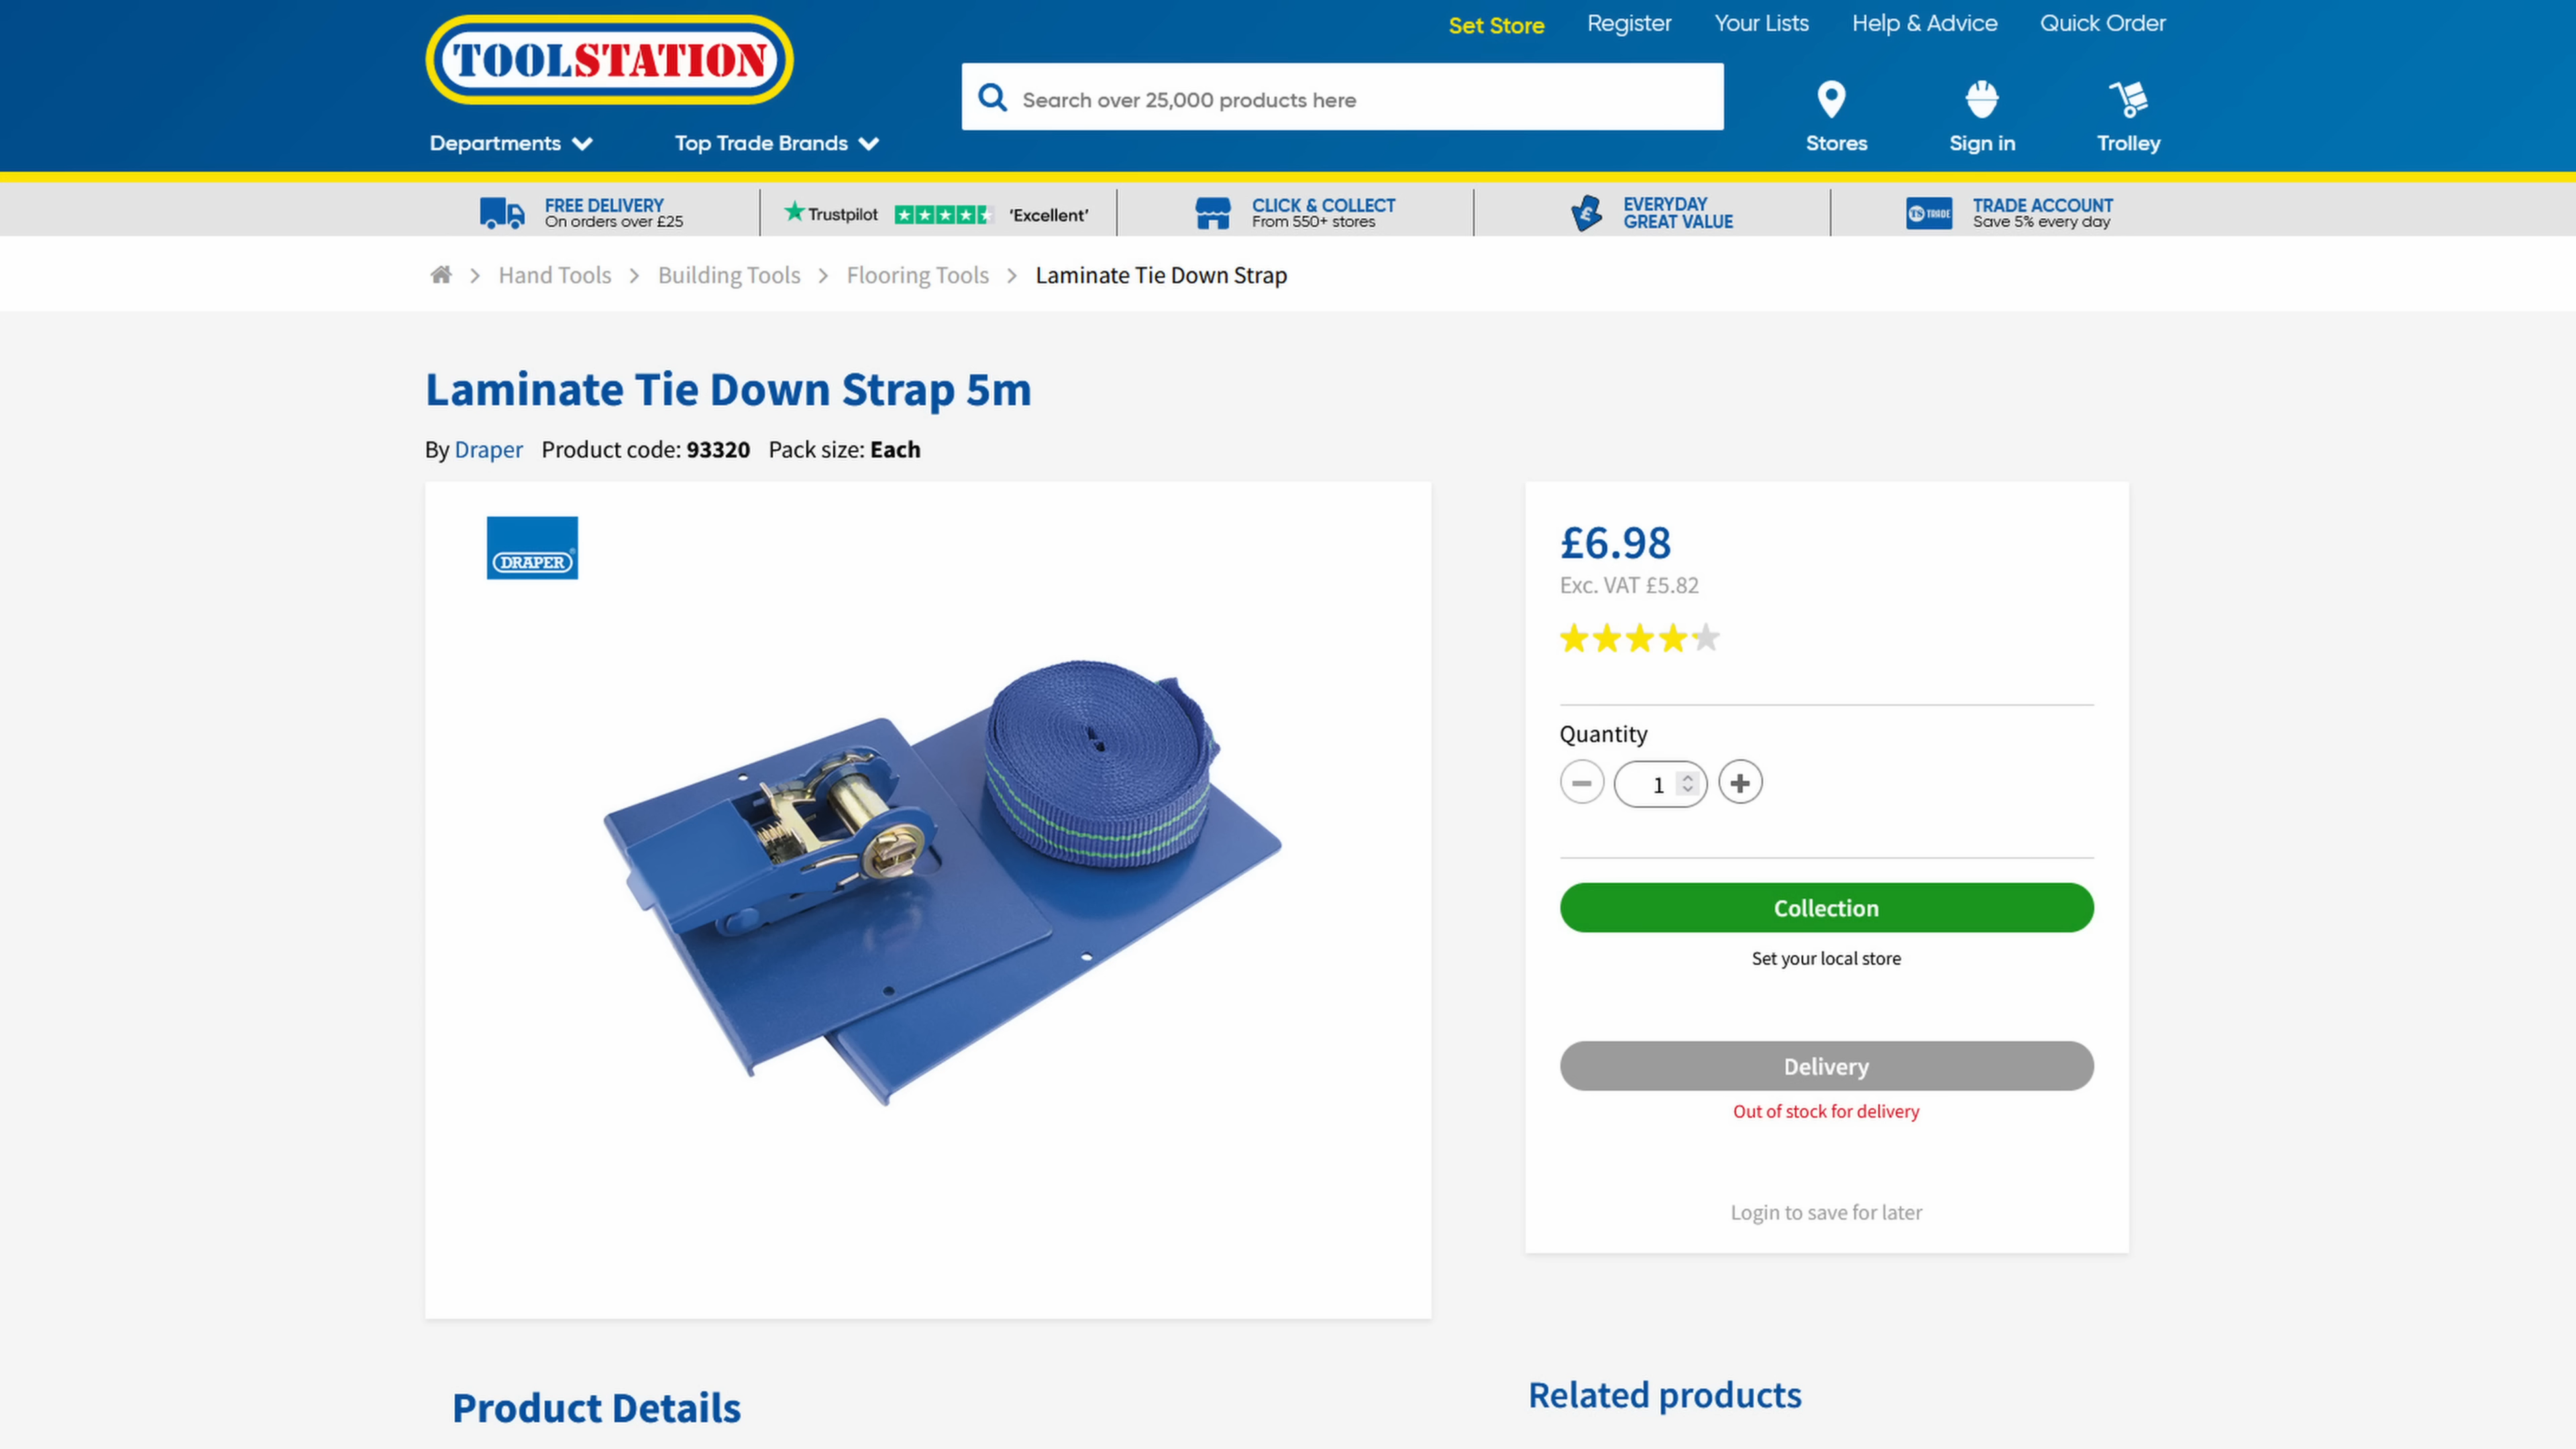 TOOLSTATION
Set Store Register Your Lists Help & Advice Quick Order
Search over 25,000 products here
Departments Top Trade Brands
Stores Sign in Trolley
FREE DELIVERY
On orders over £25
Trustpilot 'Excellent'
CLICK & COLLECT
From 550+ stores
£
EVERYDAY
GREAT VALUE
TS TRADE
TRADE ACCOUNT
Save 5% every day
Hand Tools > Building Tools > Flooring Tools > Laminate Tie Down Strap
Laminate Tie Down Strap 5m
By Draper Product code: 93320 Pack size: Each
DRAPER®
£6.98
Exc. VAT £5.82
Quantity
1
Collection
Set your local store
Delivery
Out of stock for delivery
Login to save for later
Product Details
Related products